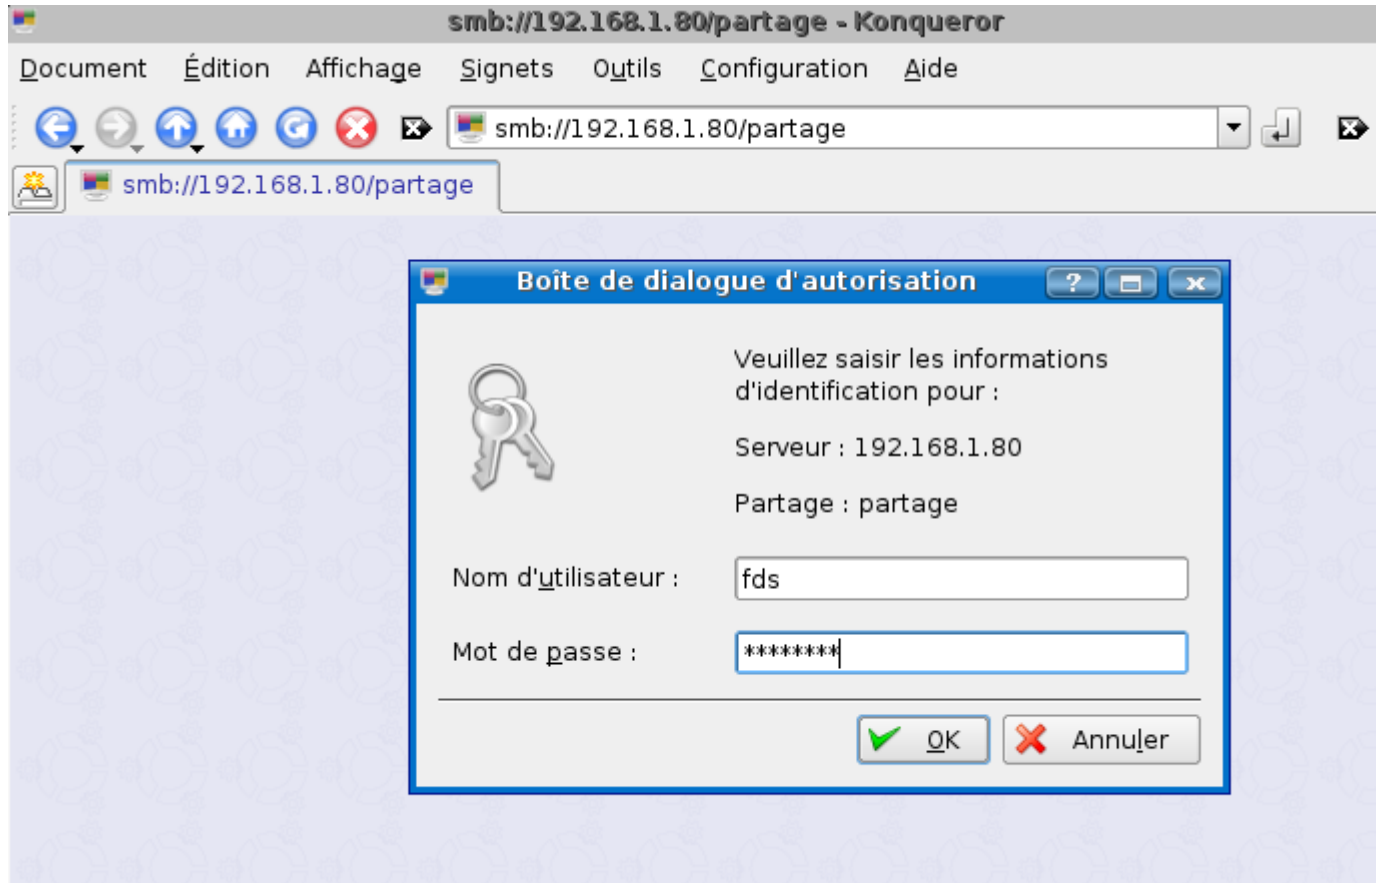 smb://192.168.1.80/partage - Konqueror
Document Édition Affichage Signets Outils Configuration Aide
smb://192.168.1.80/partage
smb://192.168.1.80/partage
Boîte de dialogue d'autorisation
Veuillez saisir les informations
d'identification pour :
Serveur : 192.168.1.80
Partage : partage
Nom d'utilisateur : fds
Mot de passe : ********
OK Annuler